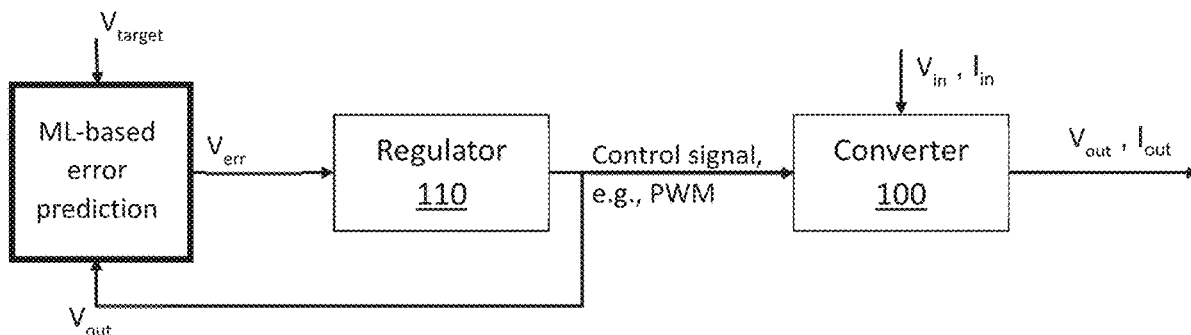 V_target
ML-based
error
prediction
V_err
Regulator
110
Control signal,
e.g., PWM
V_in , I_in
Converter
100
V_out , I_out
V_out